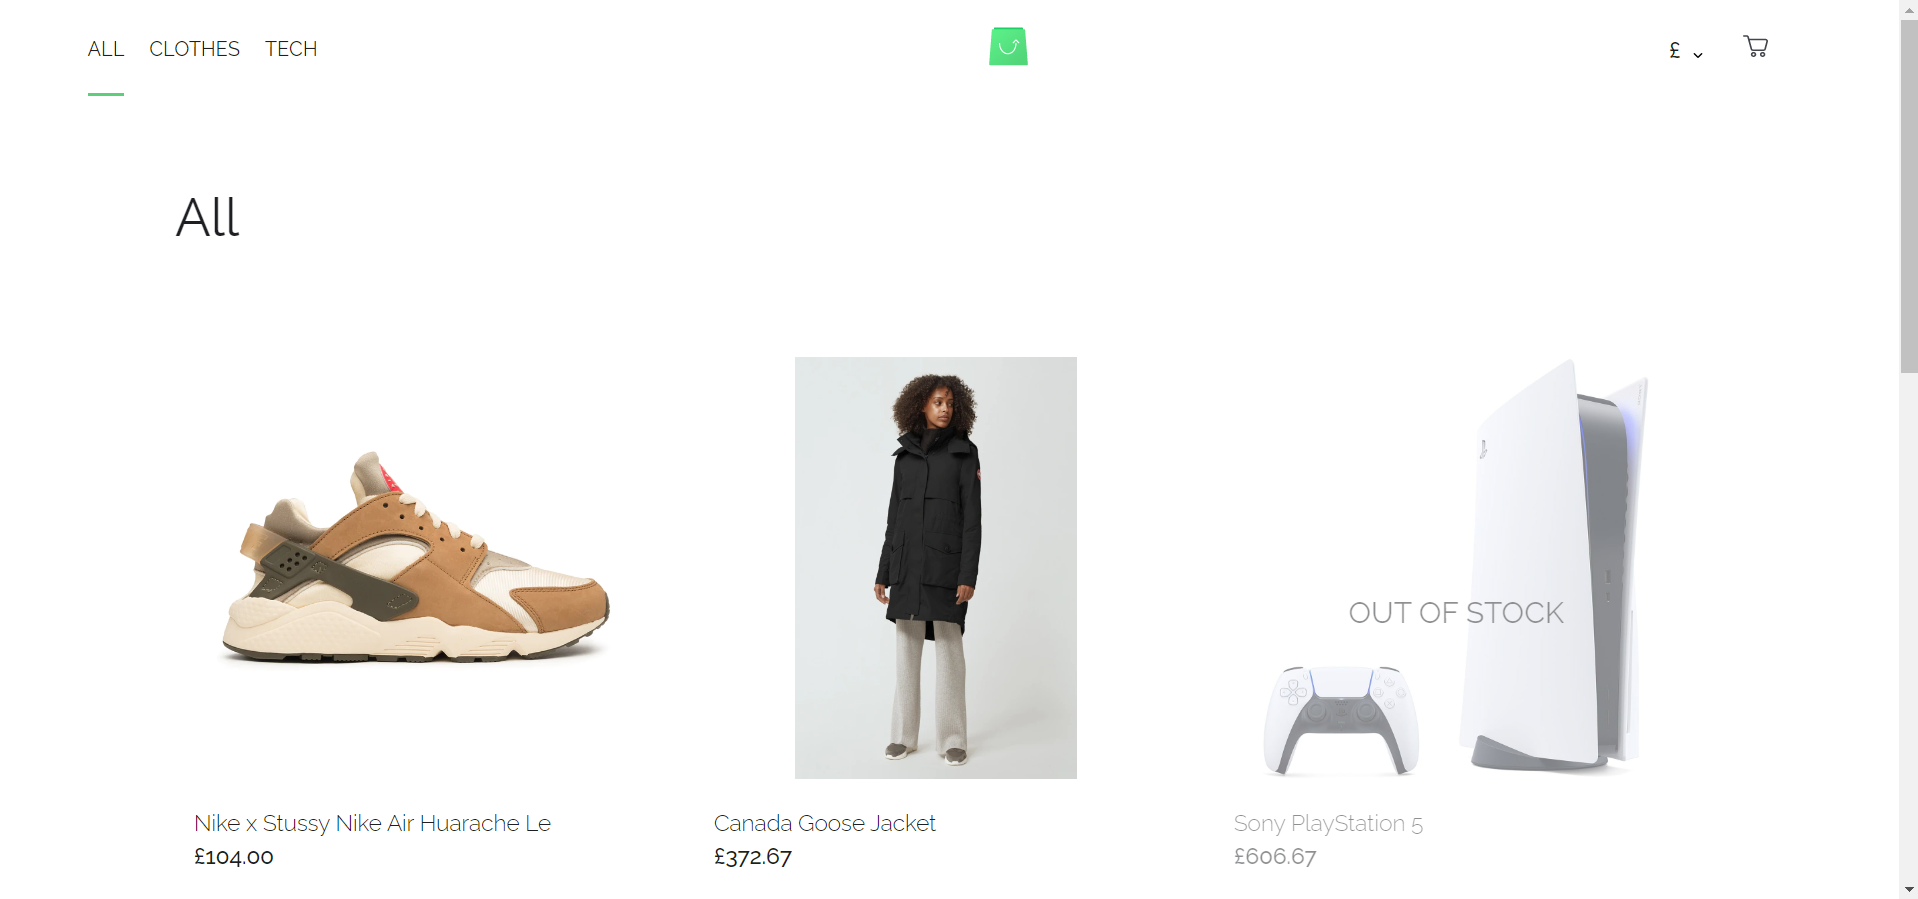 ALL CLOTHES TECH £
All
OUT OF STOCK
Nike x Stussy Nike Air Huarache Le
£104.00
Canada Goose Jacket
£372.67
Sony PlayStation 5
£606.67